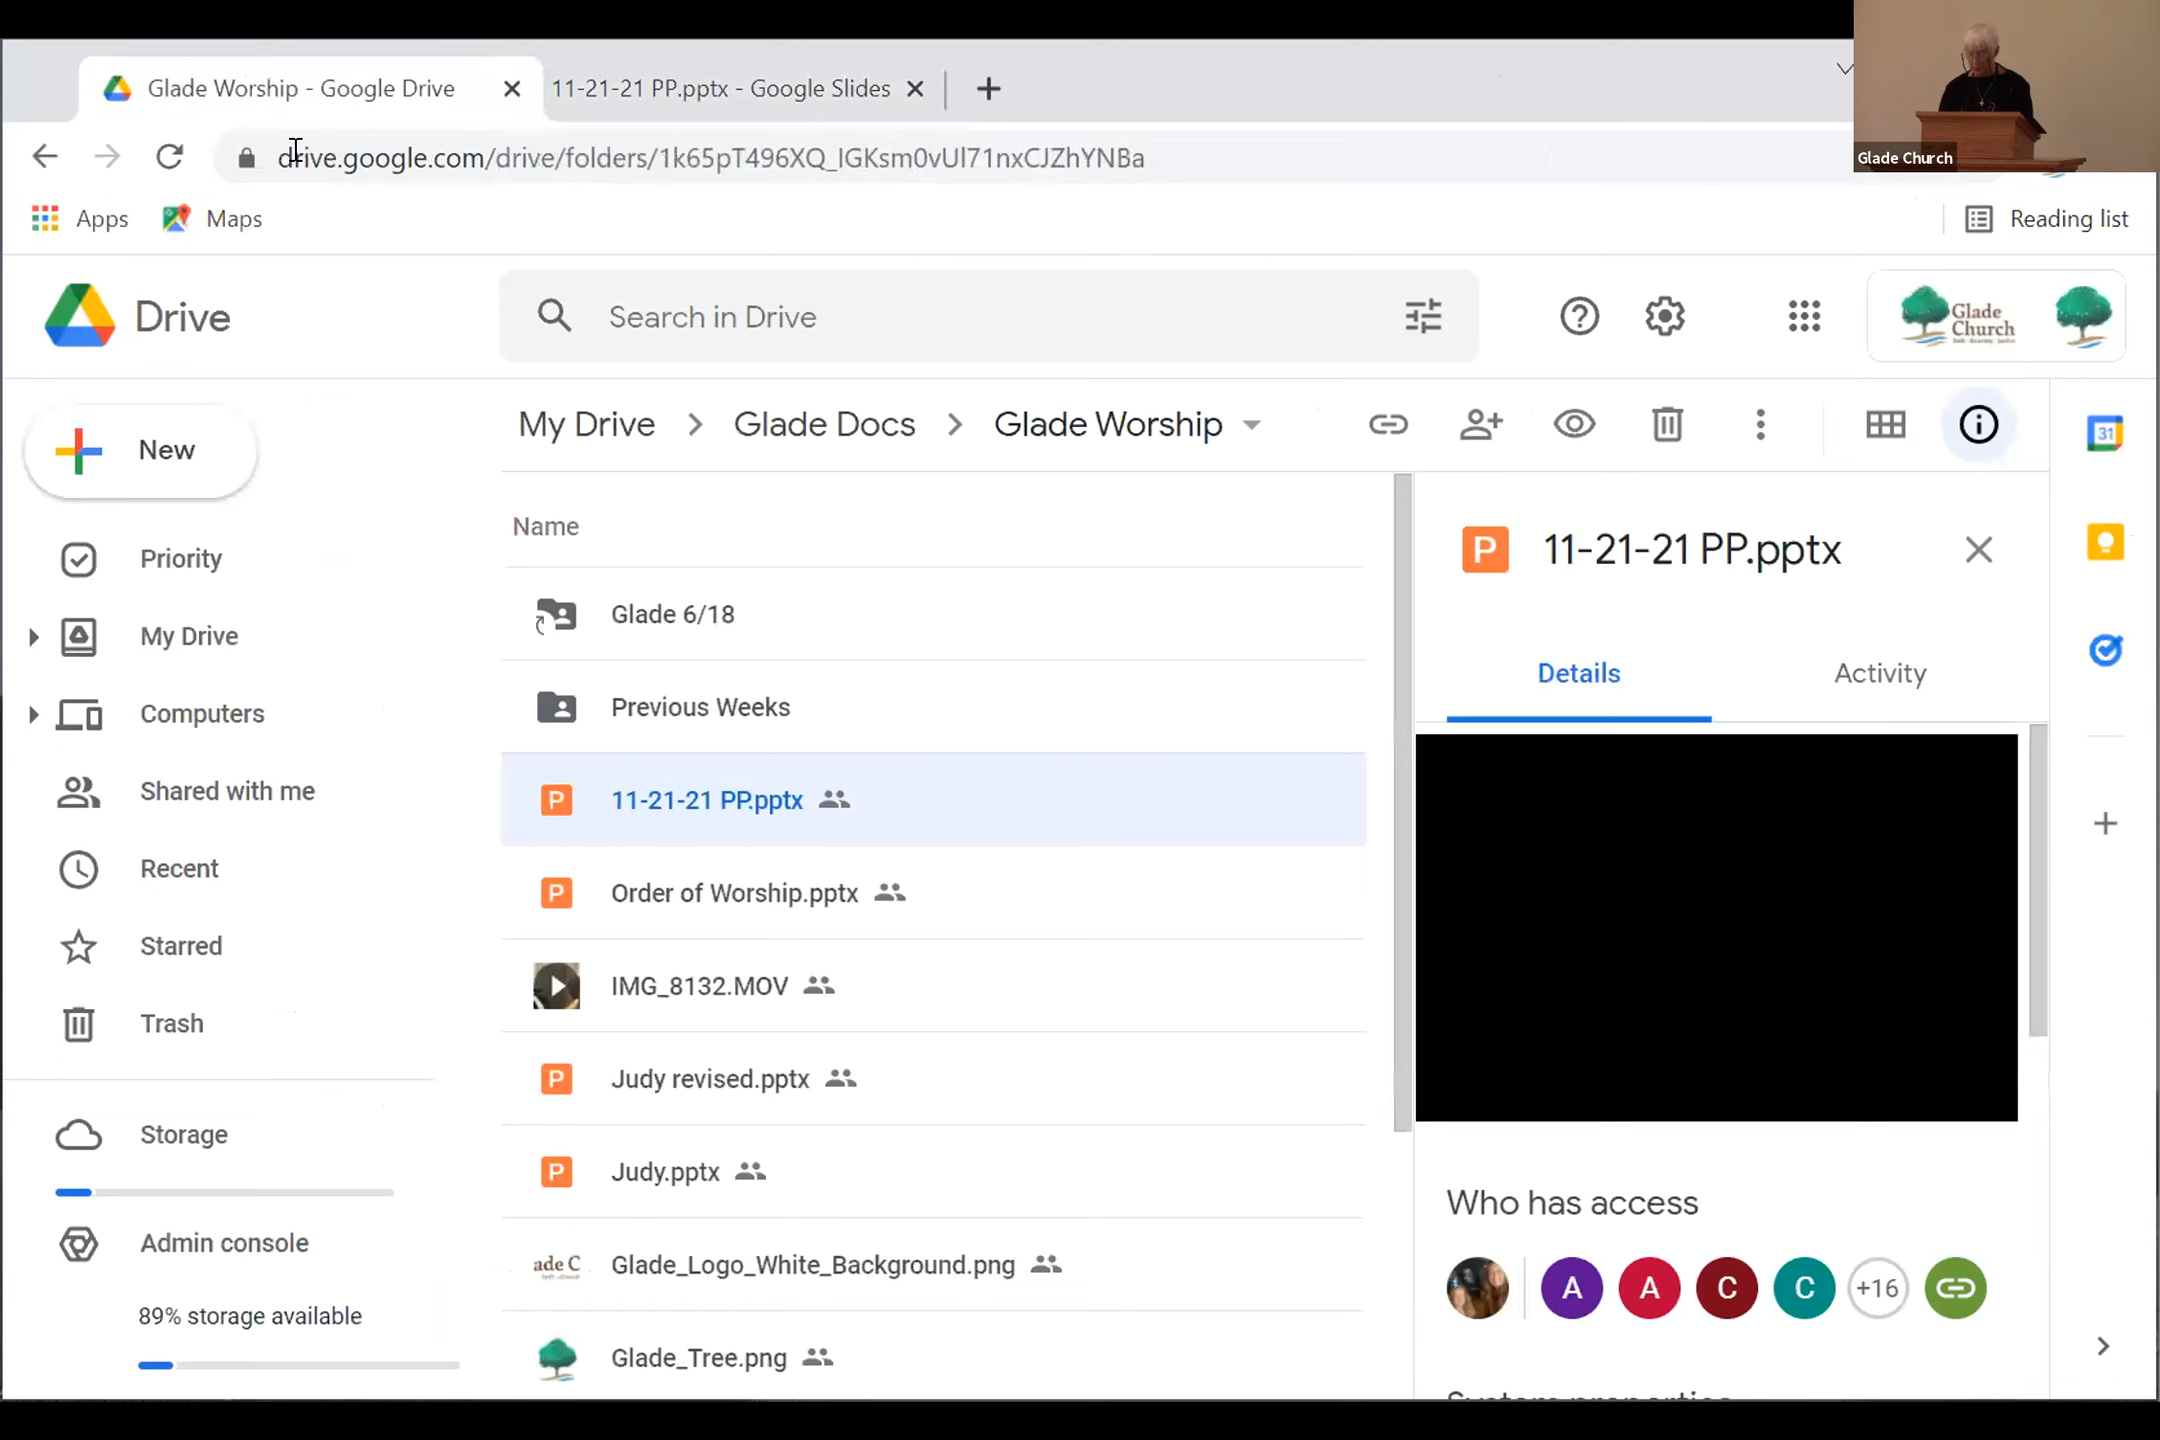 Glade Worship - Google Drive
11-21-21 PP.pptx - Google Slides
drive.google.com/drive/folders/1k65pT496XQ_IGKsm0vUl71nxCJZhYNBa
Glade Church
Apps
Maps
Reading list
Drive
Search in Drive
Glade
Church
New
My Drive
Glade Docs
Glade Worship
31
Priority
My Drive
Computers
Shared with me
Recent
Starred
Trash
Storage
Admin console
89% storage available
Name
Glade 6/18
Previous Weeks
P 11-21-21 PP.pptx
P Order of Worship.pptx
IMG_8132.MOV
P Judy revised.pptx
P Judy.pptx
ade C Glade_Logo_White_Background.png
Glade_Tree.png
P 11-21-21 PP.pptx
Details
Activity
Who has access
A A C C +16
System properties